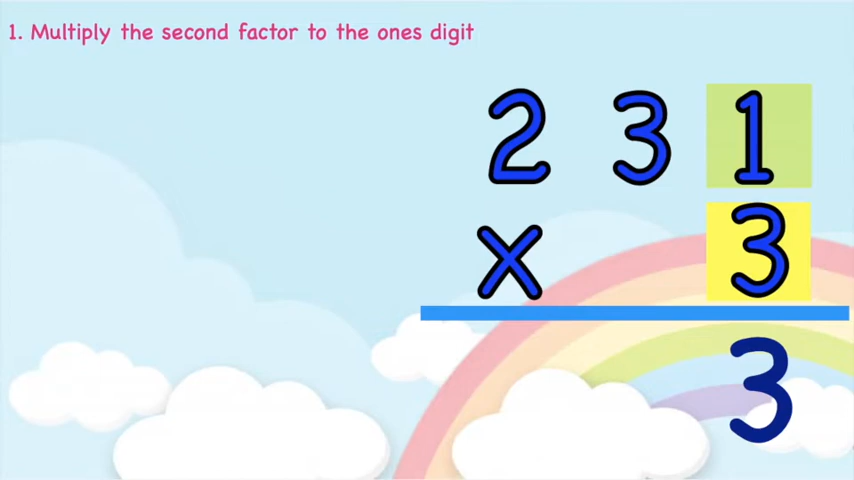 1. Multiply the second factor to the ones digit
2 3 1
x 3
3